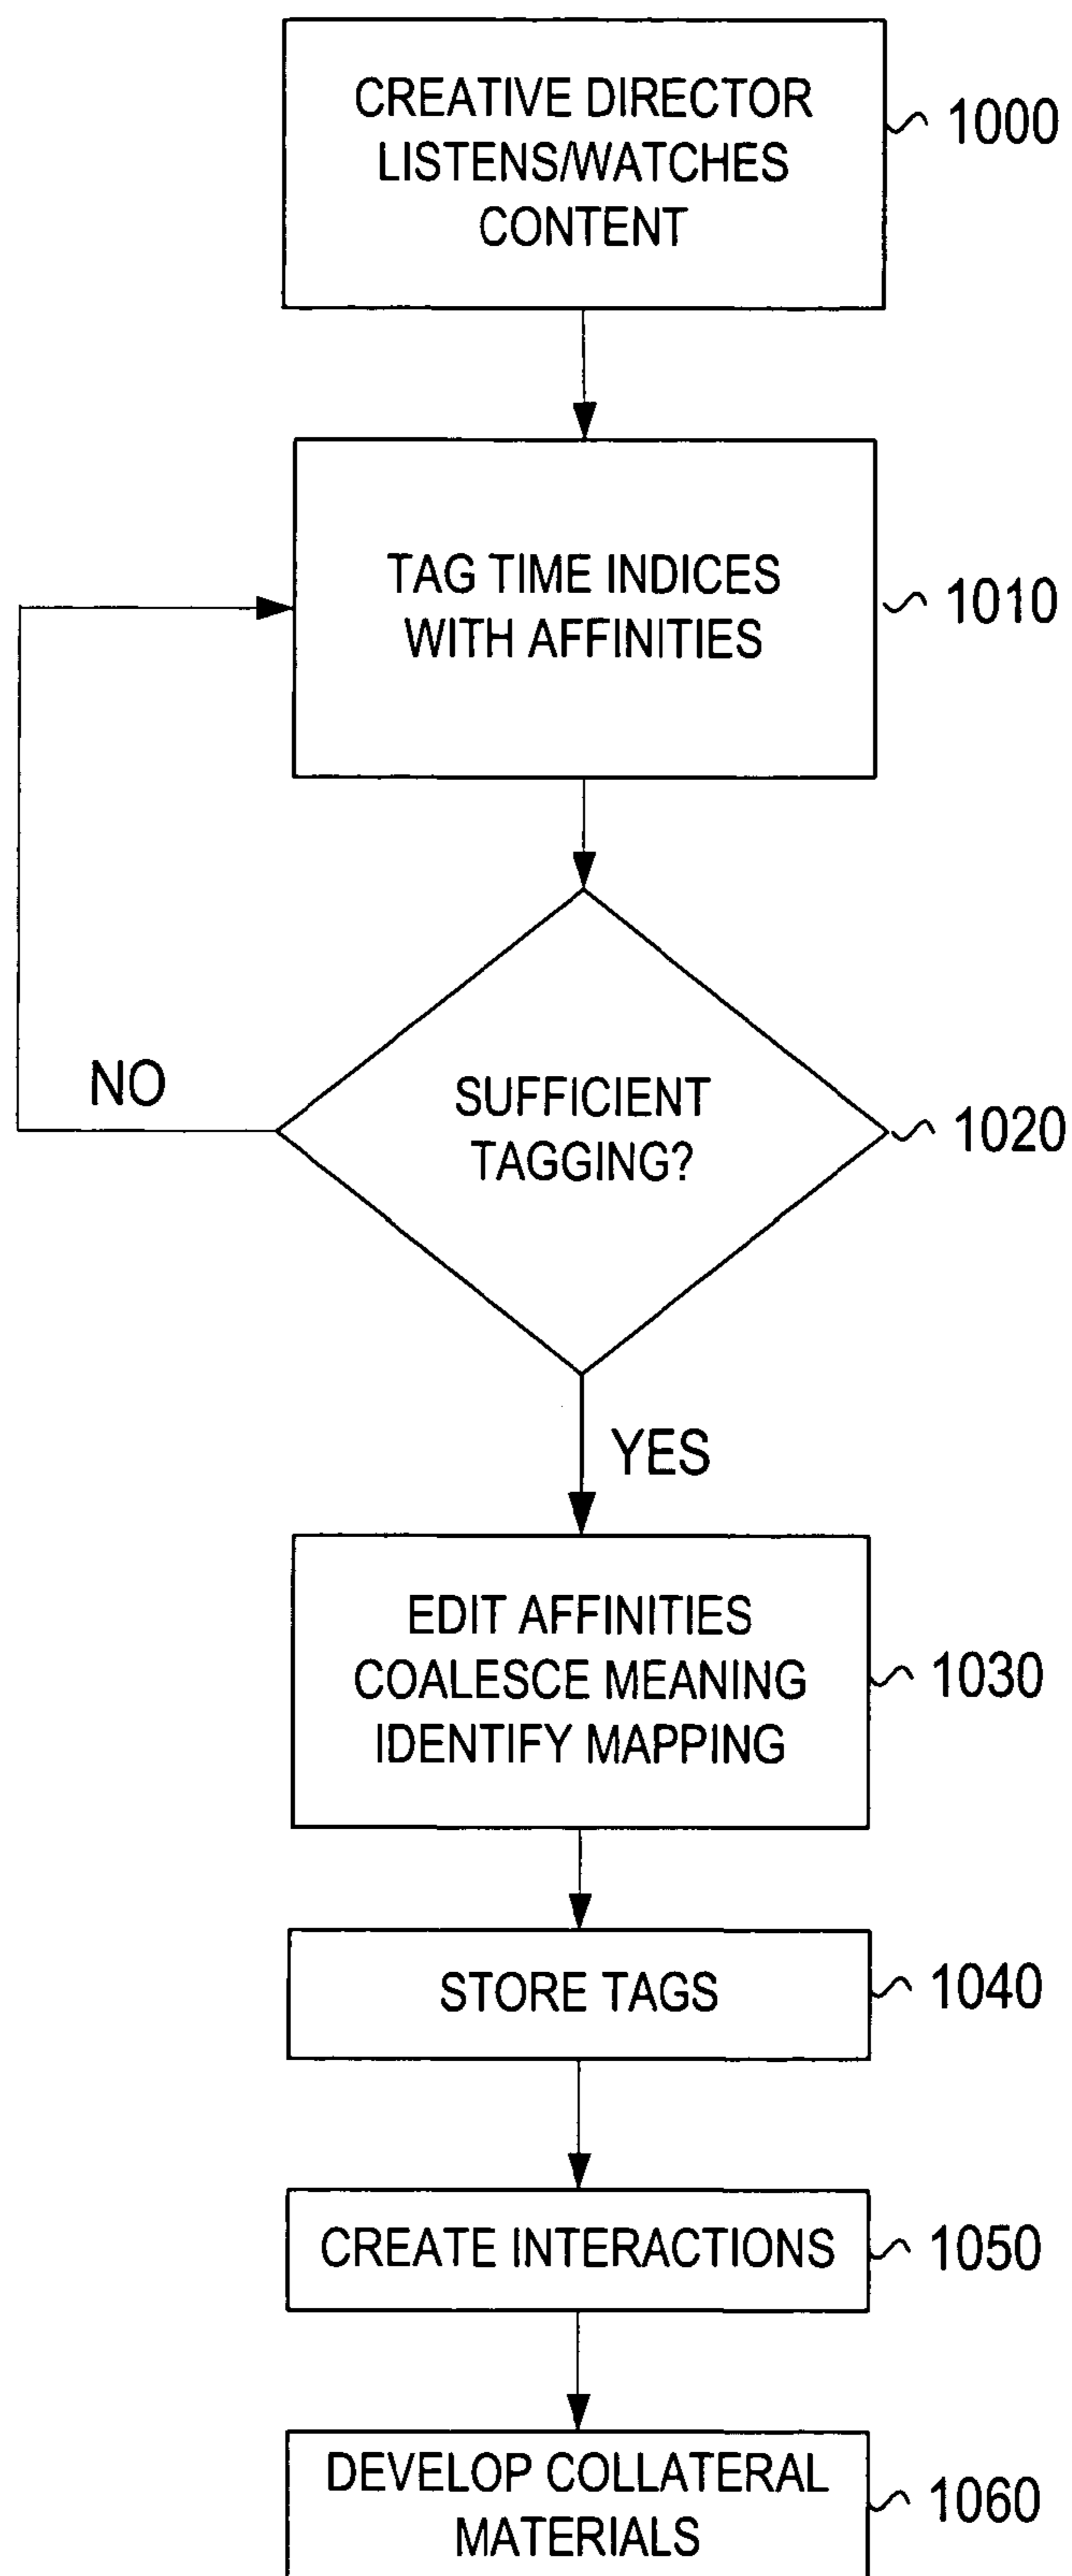 CREATIVE DIRECTOR
LISTENS/WATCHES
CONTENT
1000
TAG TIME INDICES
WITH AFFINITIES
1010
SUFFICIENT
TAGGING?
1020
NO
YES
EDIT AFFINITIES
COALESCE MEANING
IDENTIFY MAPPING
1030
STORE TAGS
1040
CREATE INTERACTIONS
1050
DEVELOP COLLATERAL
MATERIALS
1060